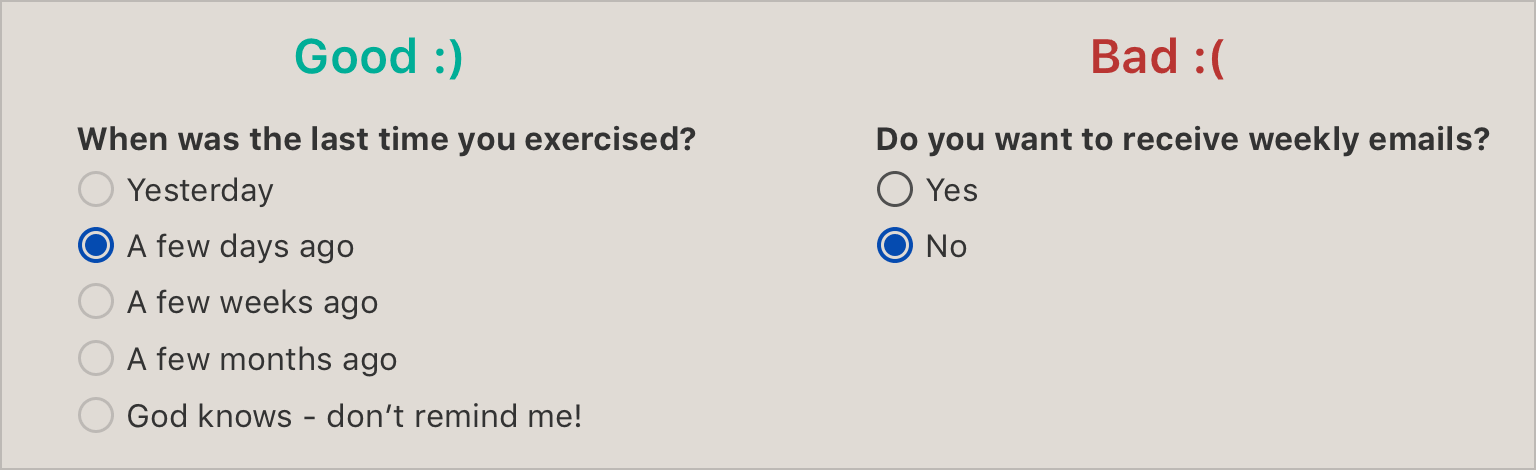 Good :)
When was the last time you exercised?
Yesterday
A few days ago
A few weeks ago
A few months ago
God knows - don’t remind me!
Bad :(
Do you want to receive weekly emails?
Yes
No